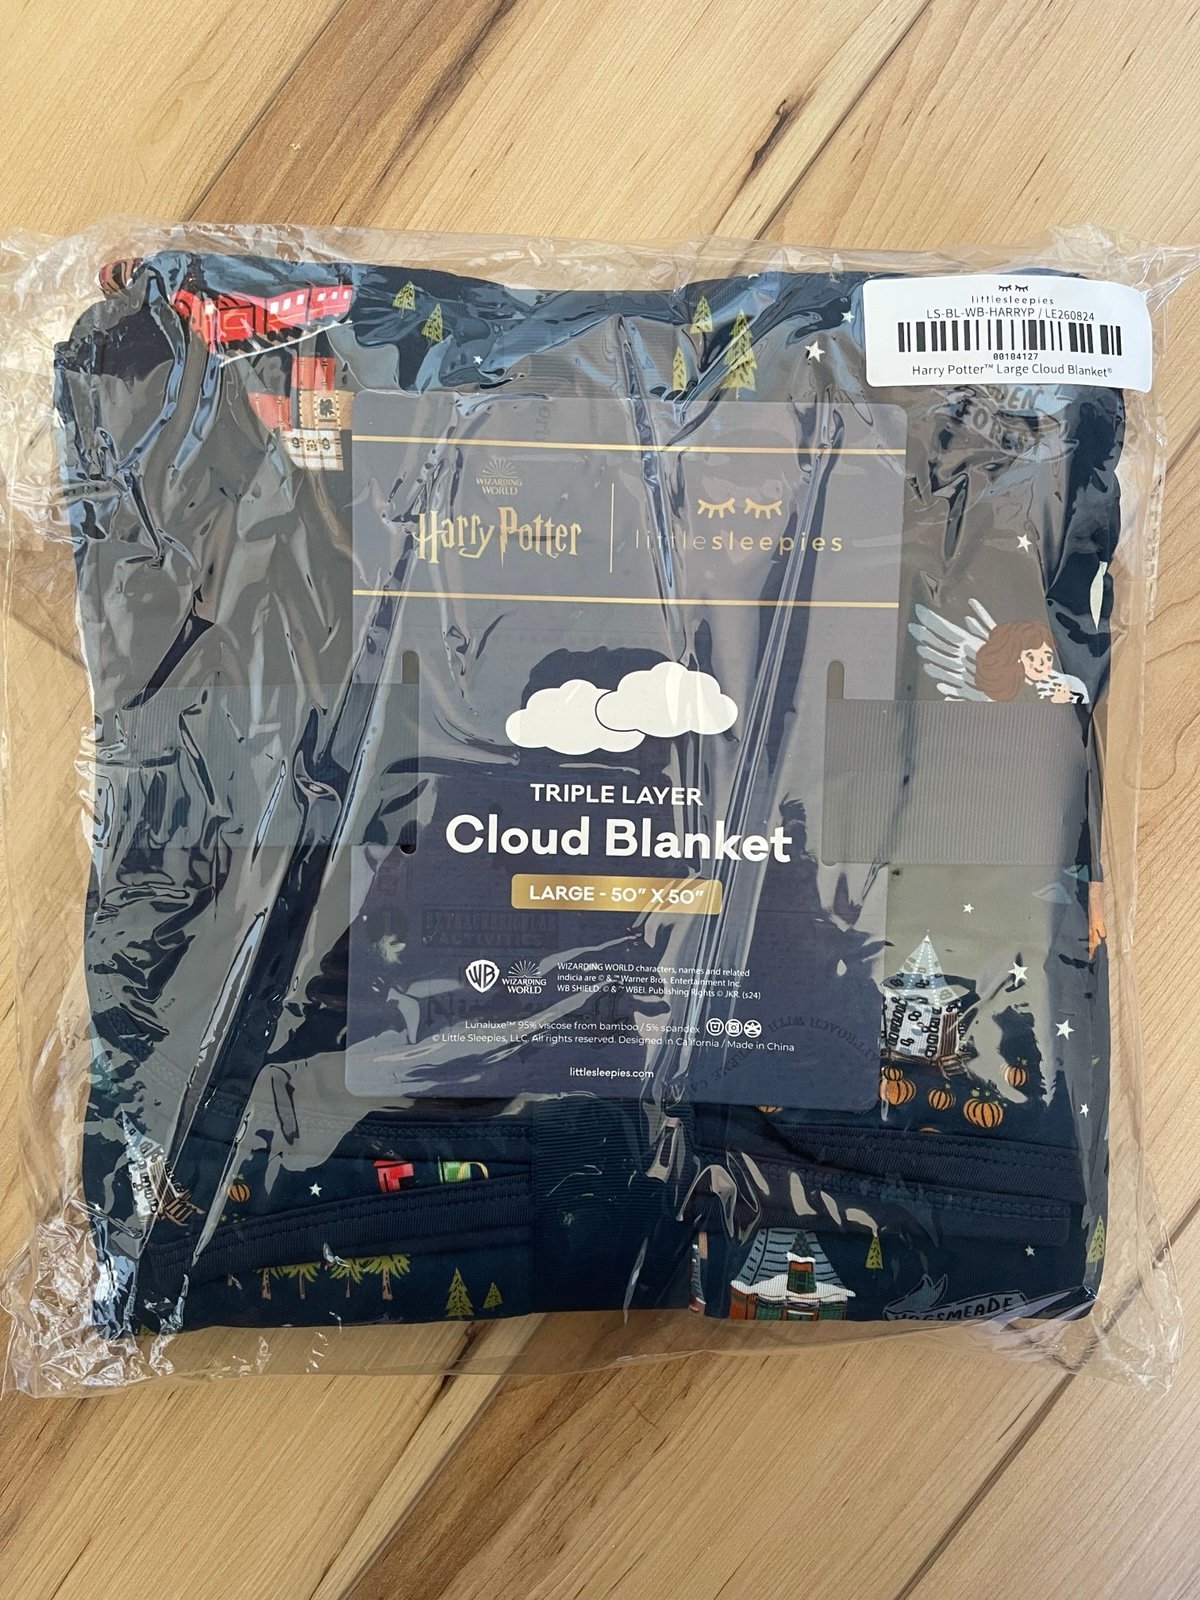 littlesleepies
LS-BL-WB-HARRYP / LE260824
00104127
Harry Potter™ Large Cloud Blanket®
WIZARDING
WORLD
Harry Potter
littlesleepies
TRIPLE LAYER
Cloud Blanket
LARGE - 50” X 50”
WB
WIZARDING
WORLD
WIZARDING WORLD characters, names and related
indicia are © & ™ Warner Bros. Entertainment Inc.
WB SHIELD: © & ™ WBEI. Publishing Rights © JKR. (s24)
Lunaluxe™ 95% viscose from bamboo / 5% spandex
© Little Sleepies, LLC. All rights reserved. Designed in California / Made in China
littlesleepies.com
HOGSMEADE